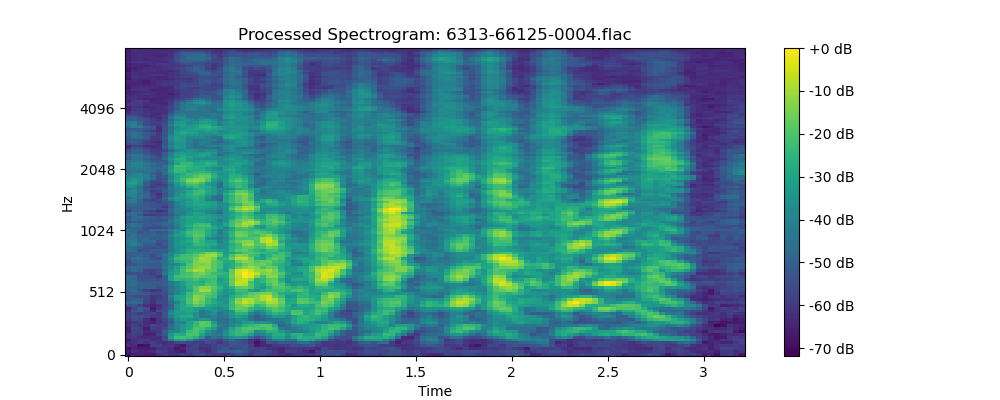 Processed Spectrogram: 6313-66125-0004.flac
+0 dB
4096
-10 dB
-20 dB
2048
-30 dB
Hz
1024
-40 dB
-50 dB
512
-60 dB
0
-70 dB
0 0.5 1 1.5 2 2.5 3
Time